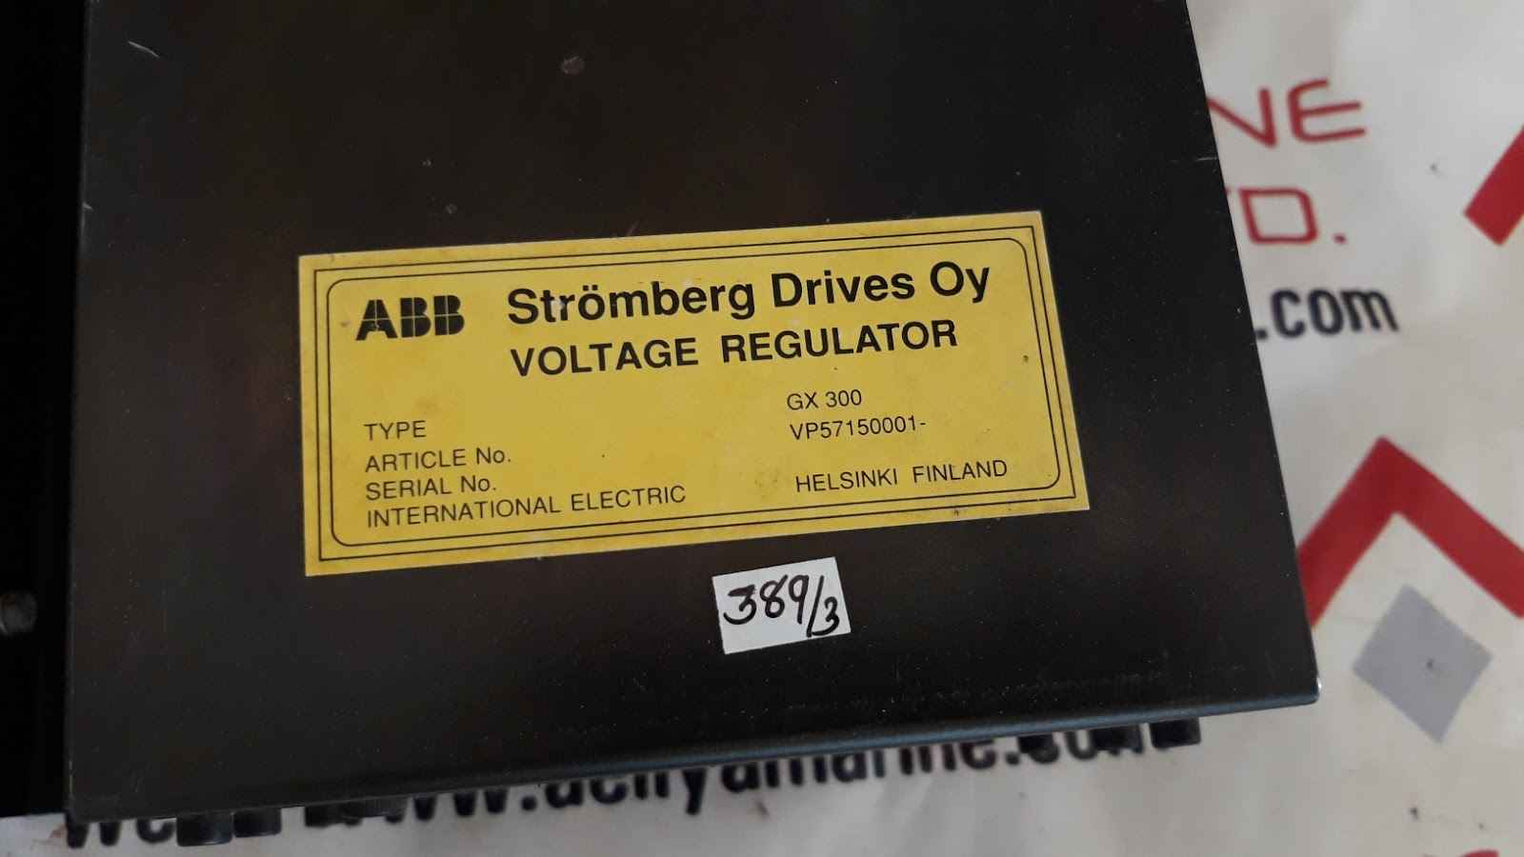 ABB Strömberg Drives Oy
VOLTAGE REGULATOR
TYPE GX 300
ARTICLE No. VP57150001-
SERIAL No.
INTERNATIONAL ELECTRIC HELSINKI FINLAND
389/3
NE
TD.
.com